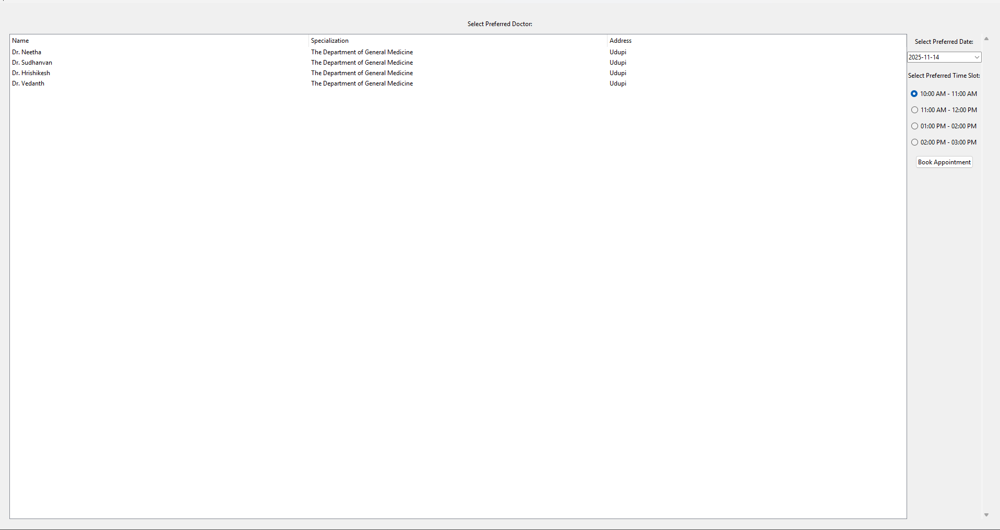 Select Preferred Doctor:
Name Specialization Address
Dr. Neetha The Department of General Medicine Udupi
Dr. Sudhanvan The Department of General Medicine Udupi
Dr. Hrishikesh The Department of General Medicine Udupi
Dr. Vedanth The Department of General Medicine Udupi
Select Preferred Date:
2025-11-14
Select Preferred Time Slot:
10:00 AM - 11:00 AM
11:00 AM - 12:00 PM
01:00 PM - 02:00 PM
02:00 PM - 03:00 PM
Book Appointment